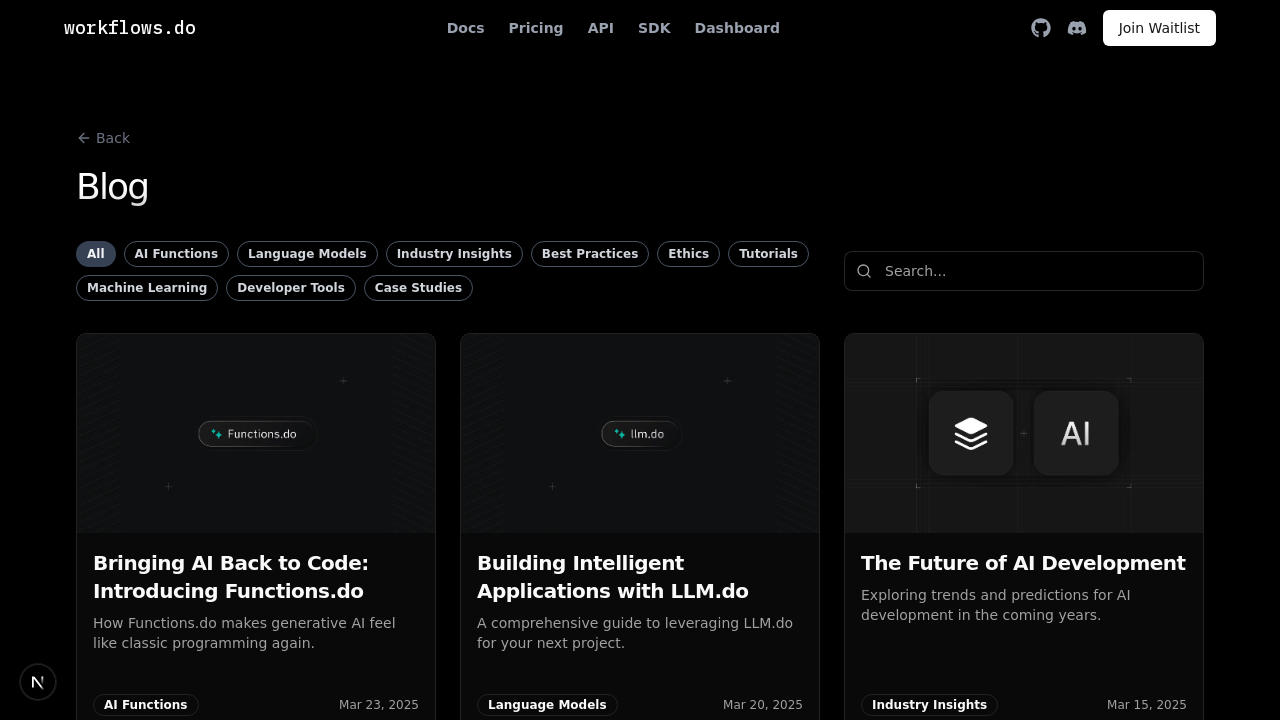 workflows.do
Docs Pricing API SDK Dashboard
Join Waitlist
Back
Blog
All AI Functions Language Models Industry Insights Best Practices Ethics Tutorials
Machine Learning Developer Tools Case Studies
Search...
Functions.do
llm.do
AI
Bringing AI Back to Code:
Introducing Functions.do
How Functions.do makes generative AI feel
like classic programming again.
AI Functions Mar 23, 2025
Building Intelligent
Applications with LLM.do
A comprehensive guide to leveraging LLM.do
for your next project.
Language Models Mar 20, 2025
The Future of AI Development
Exploring trends and predictions for AI
development in the coming years.
Industry Insights Mar 15, 2025
N